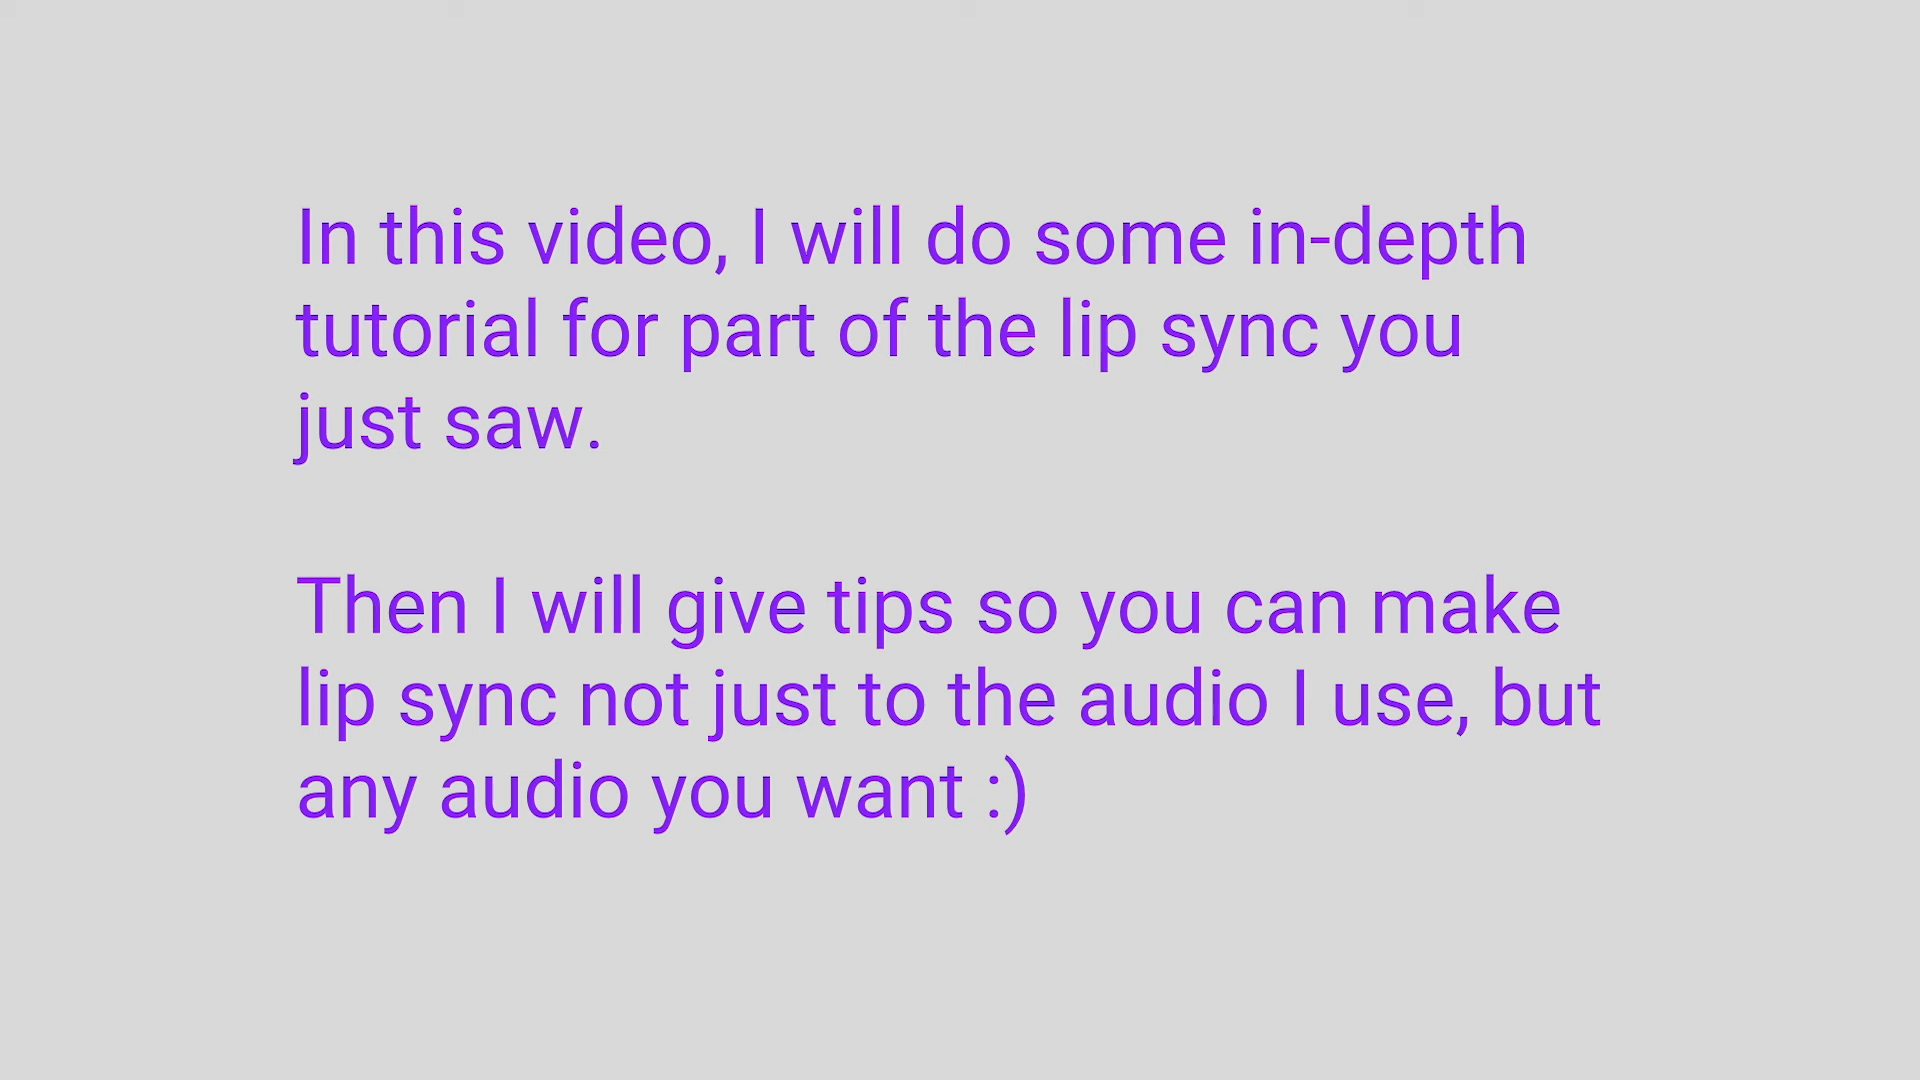 In this video, I will do some in-depth
tutorial for part of the lip sync you
just saw.
Then I will give tips so you can make
lip sync not just to the audio I use, but
any audio you want :)